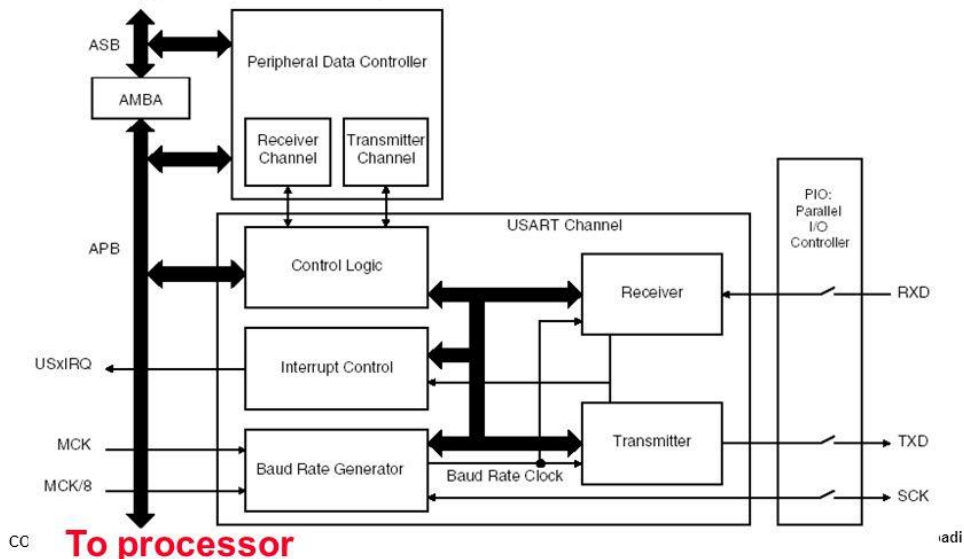 ASB
Peripheral Data Controller
AMBA
Receiver
Channel
Transmitter
Channel
PIO:
Parallel
I/O
Controller
USART Channel
APB
Control Logic
Receiver
RXD
USxIRQ
Interrupt Control
MCK
Baud Rate Generator
Transmitter
TXD
MCK/8
Baud Rate Clock
SCK
To processor